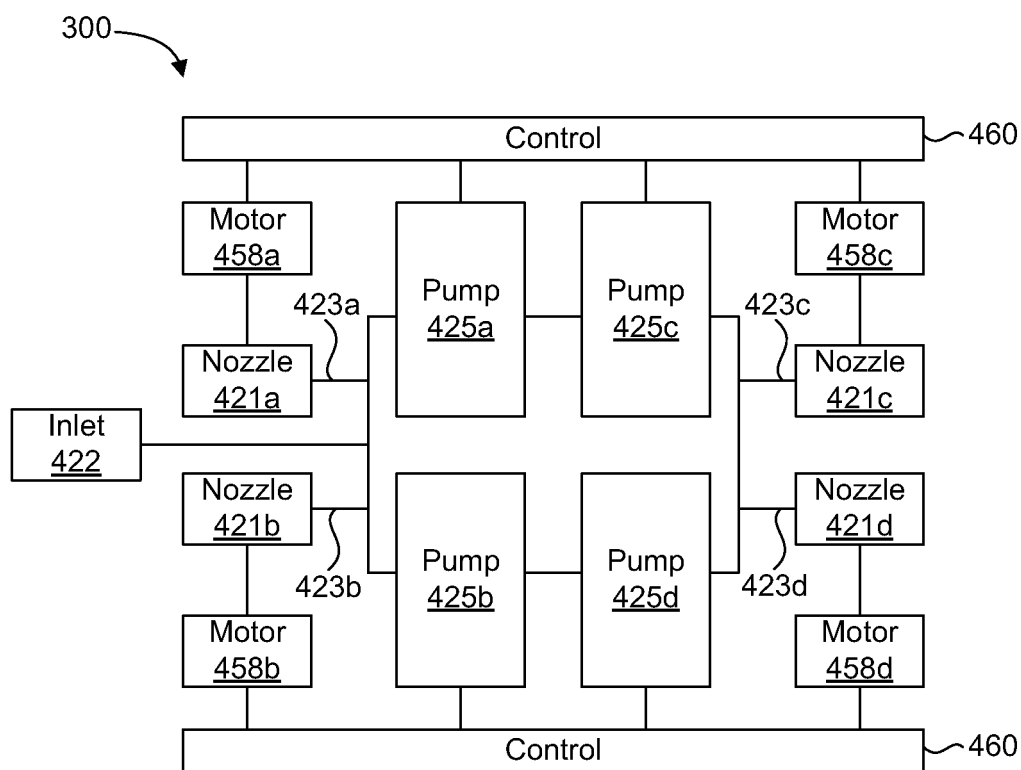 300
Control
460
Motor
458a
Pump
425a
Pump
425c
Motor
458c
423a
423c
Nozzle
421a
Nozzle
421c
Inlet
422
Nozzle
421b
Nozzle
421d
423b
Pump
425b
Pump
425d
423d
Motor
458b
Motor
458d
Control
460